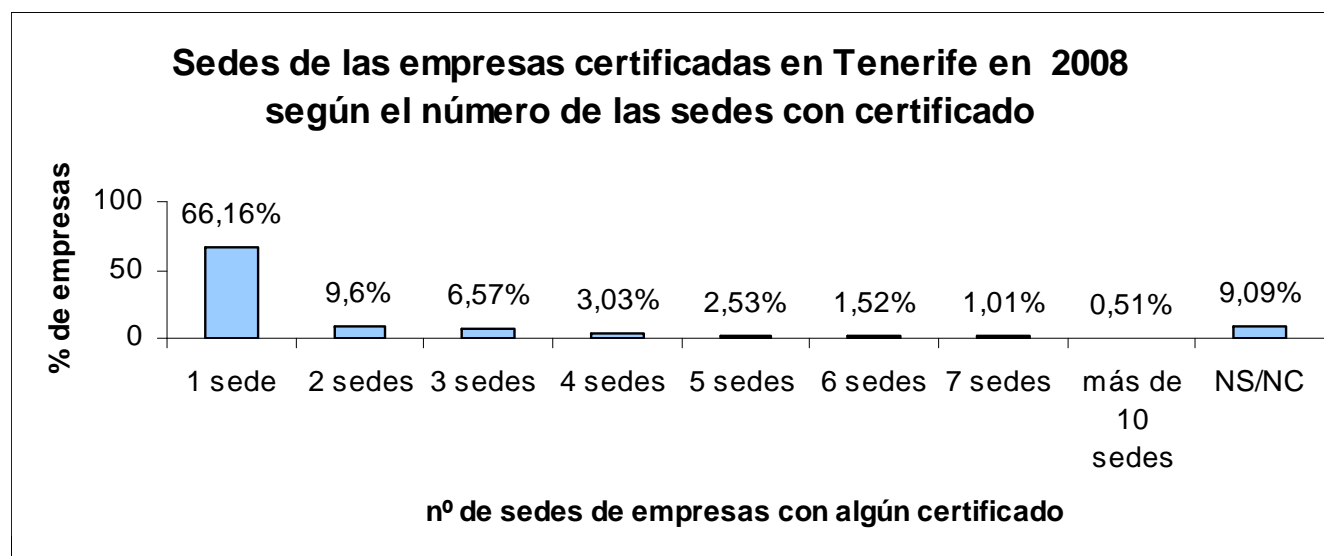 Sedes de las empresas certificadas en Tenerife en 2008
según el número de las sedes con certificado
% de empresas
100
50
0
66,16%
9,6%
6,57%
3,03%
2,53%
1,52%
1,01%
0,51%
9,09%
1 sede
2 sedes
3 sedes
4 sedes
5 sedes
6 sedes
7 sedes
más de
10
sedes
NS/NC
nº de sedes de empresas con algún certificado